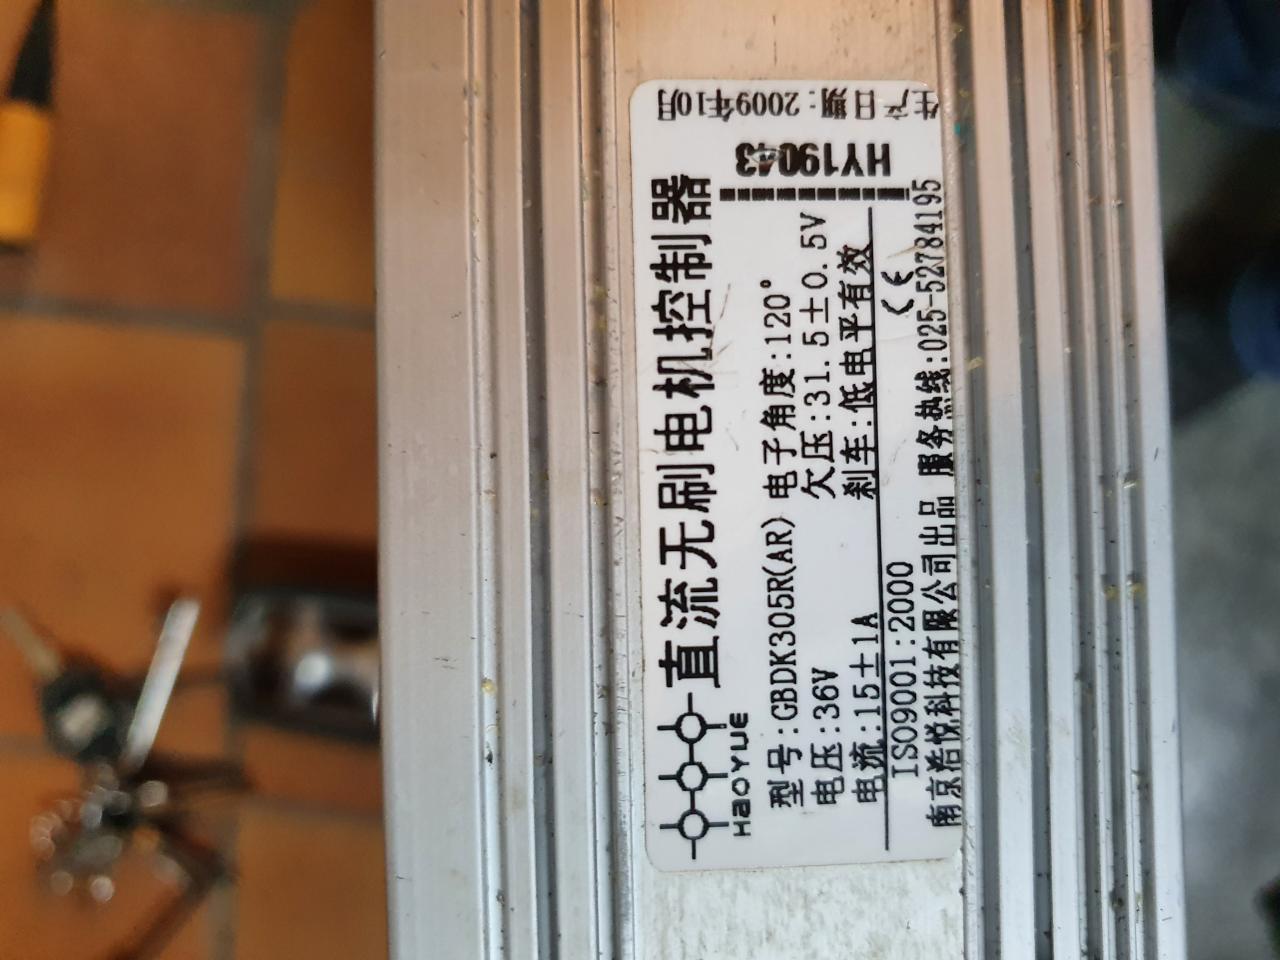 HAOYUE
直流无刷电机控制器
型号:GBDK305R(AR) 电子角度:120°
电压:36V 欠压:31.5±0.5V
电流:15±1A 刹车:低电平有效
ISO9001:2000 CE
南京浩悦科技有限公司出品 服务热线:025-52784195
生产日期:2009年10月